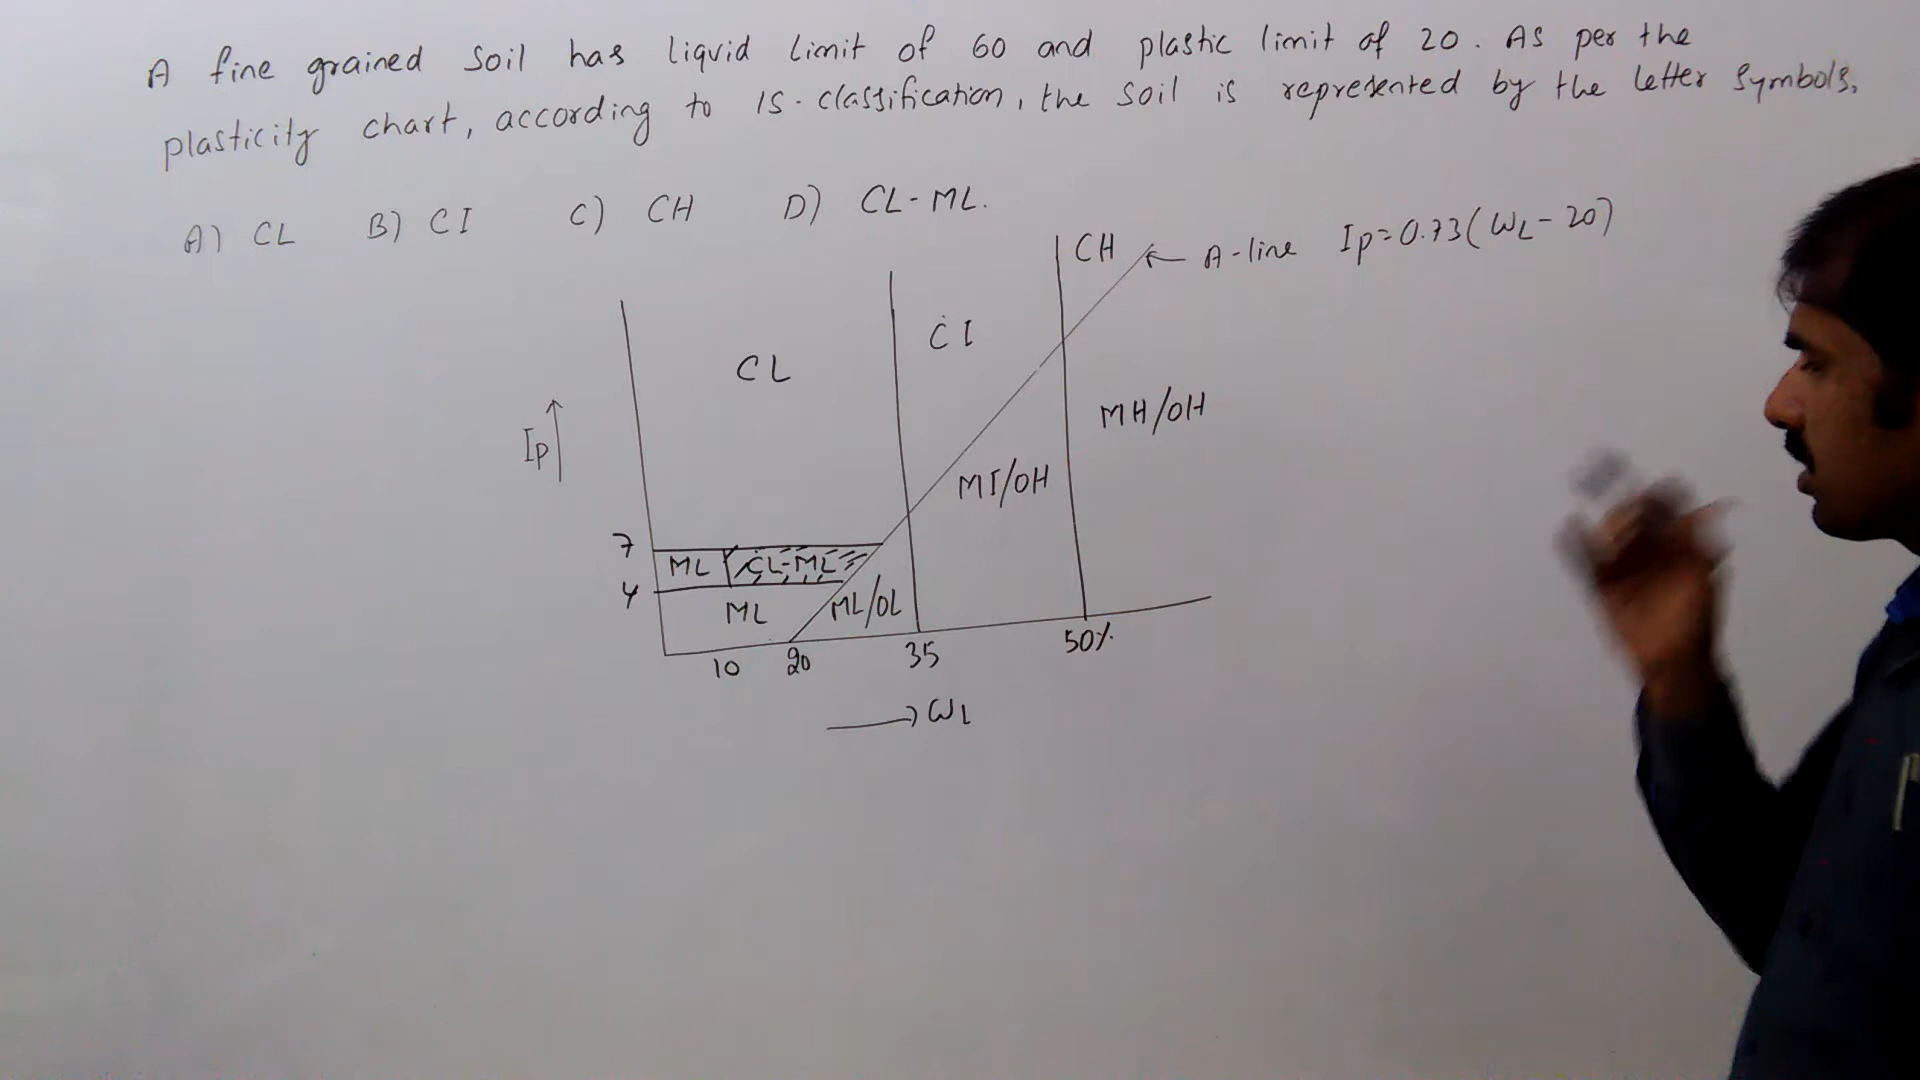 A fine grained soil has liquid limit of 60 and plastic limit of 20. As per the
plasticity chart, according to IS-classification, the soil is represented by the letter symbols.
A) CL B) CI C) CH D) CL-ML.
CH ← A-line Ip=0.73(WL-20)
CI
CL
MH/OH
Ip↑
MI/OH
7
ML CL-ML
4
ML ML/OL
10 20 35 50%
→ WL